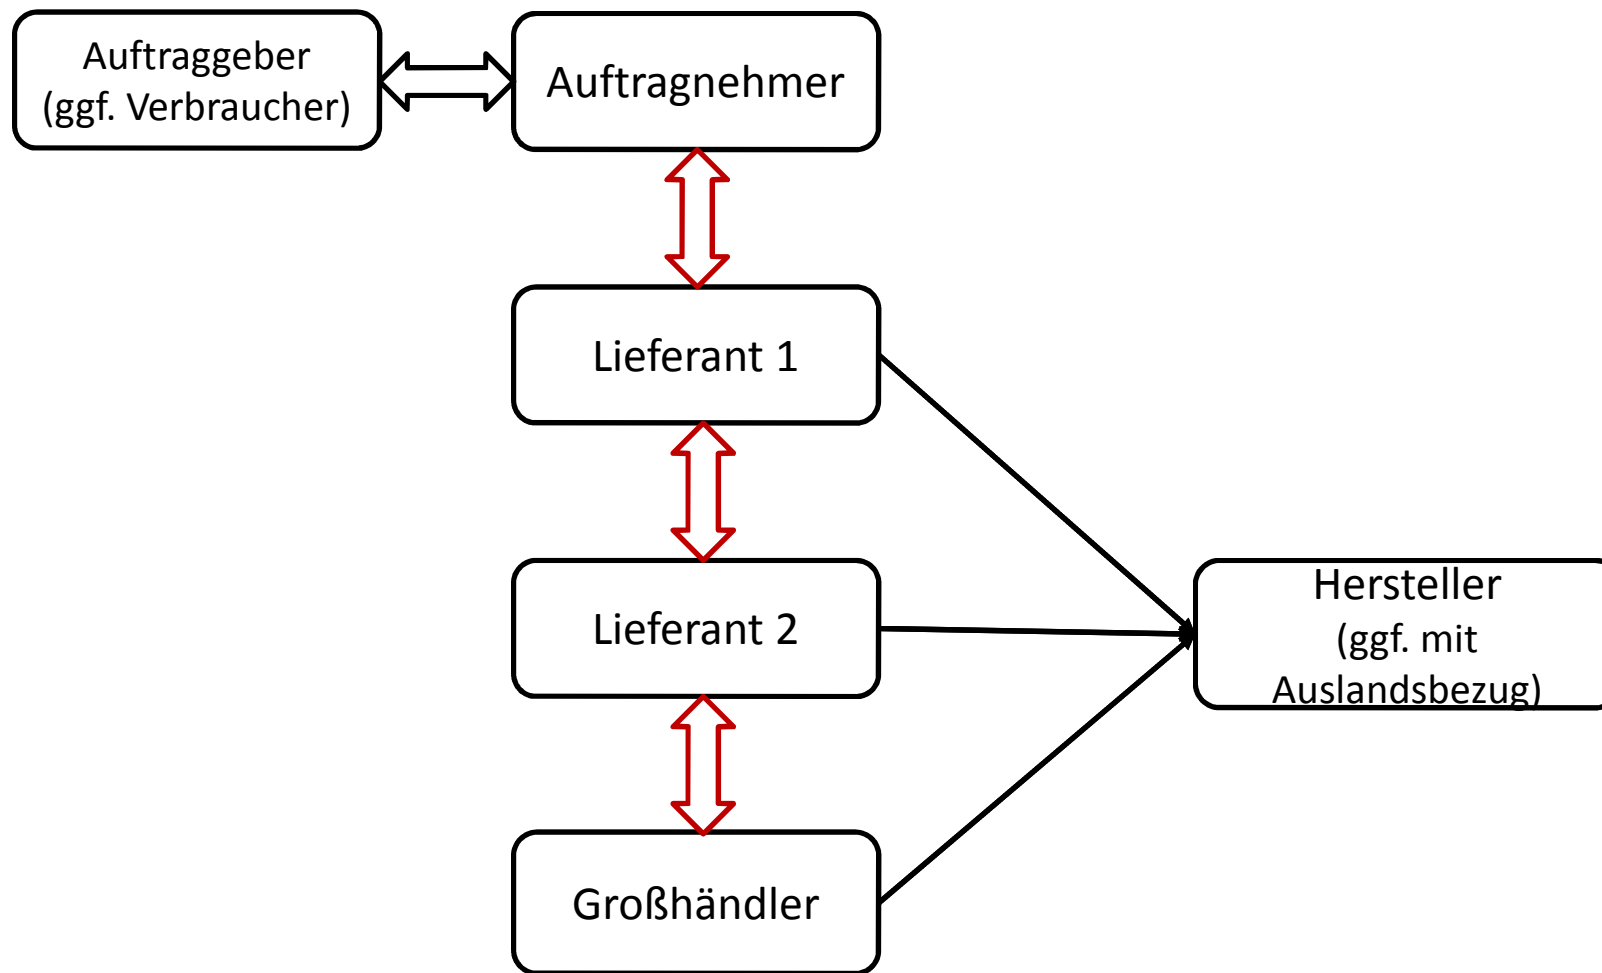 Auftraggeber
(ggf. Verbraucher)
Auftragnehmer
Lieferant 1
Lieferant 2
Hersteller
(ggf. mit
Auslandsbezug)
Großhändler